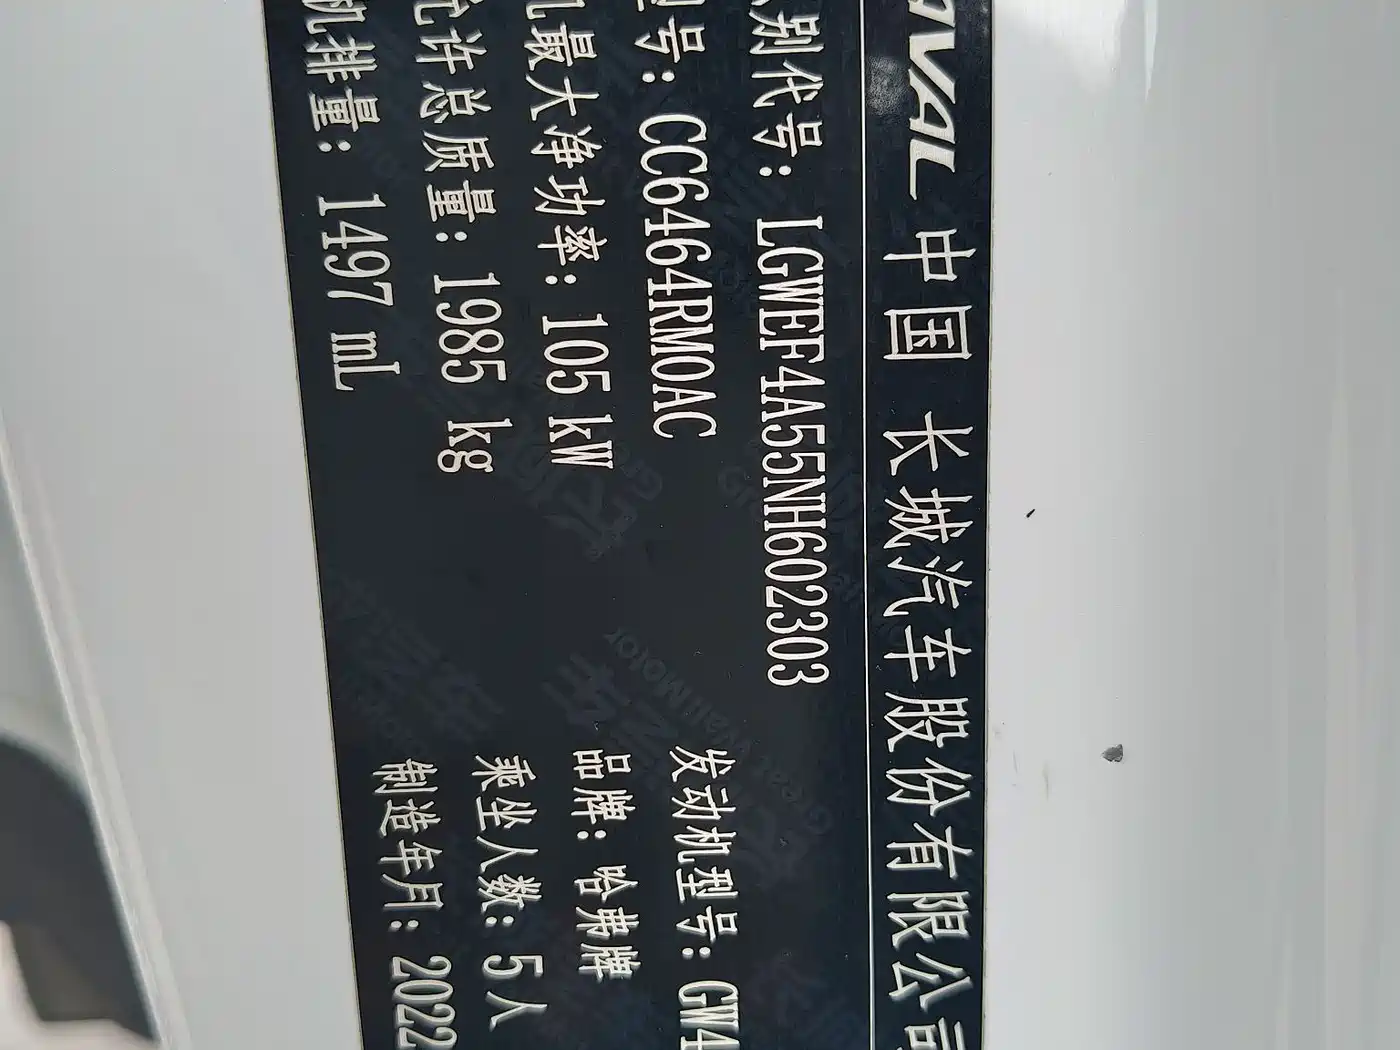 AVAL 中国 长城汽车股份有限公司
别代号: LGWEF4A55NH602303
号: CC6464RM0AC 发动机型号: GW4
机最大净功率: 105 kW 品牌: 哈弗牌
允许总质量: 1985 kg 乘坐人数: 5 人
机排量: 1497 mL 制造年月: 2022